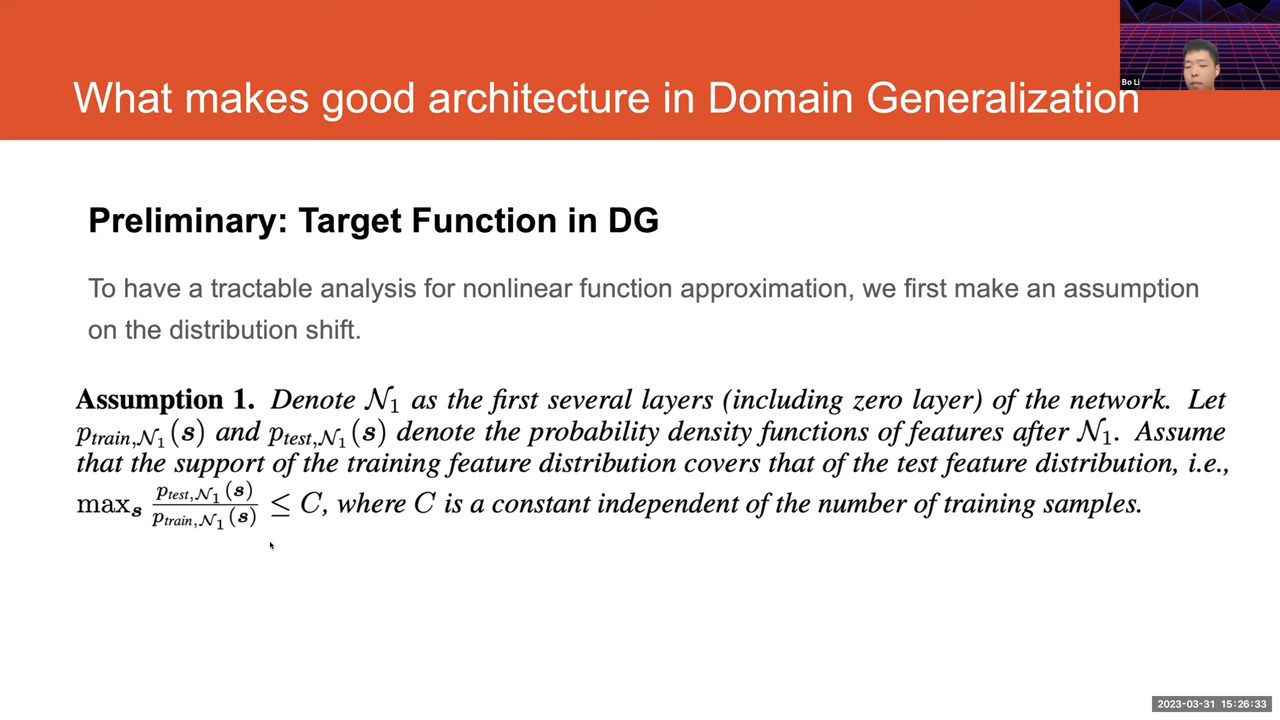 What makes good architecture in Domain Generalization
Bo Li
Preliminary: Target Function in DG
To have a tractable analysis for nonlinear function approximation, we first make an assumption
on the distribution shift.
Assumption 1. Denote 𝒩₁ as the first several layers (including zero layer) of the network. Let
p_{train,𝒩₁}(s) and p_{test,𝒩₁}(s) denote the probability density functions of features after 𝒩₁. Assume
that the support of the training feature distribution covers that of the test feature distribution, i.e.,
max_s p_{test,𝒩₁}(s) / p_{train,𝒩₁}(s) ≤ C, where C is a constant independent of the number of training samples.
2023-03-31 15:26:33